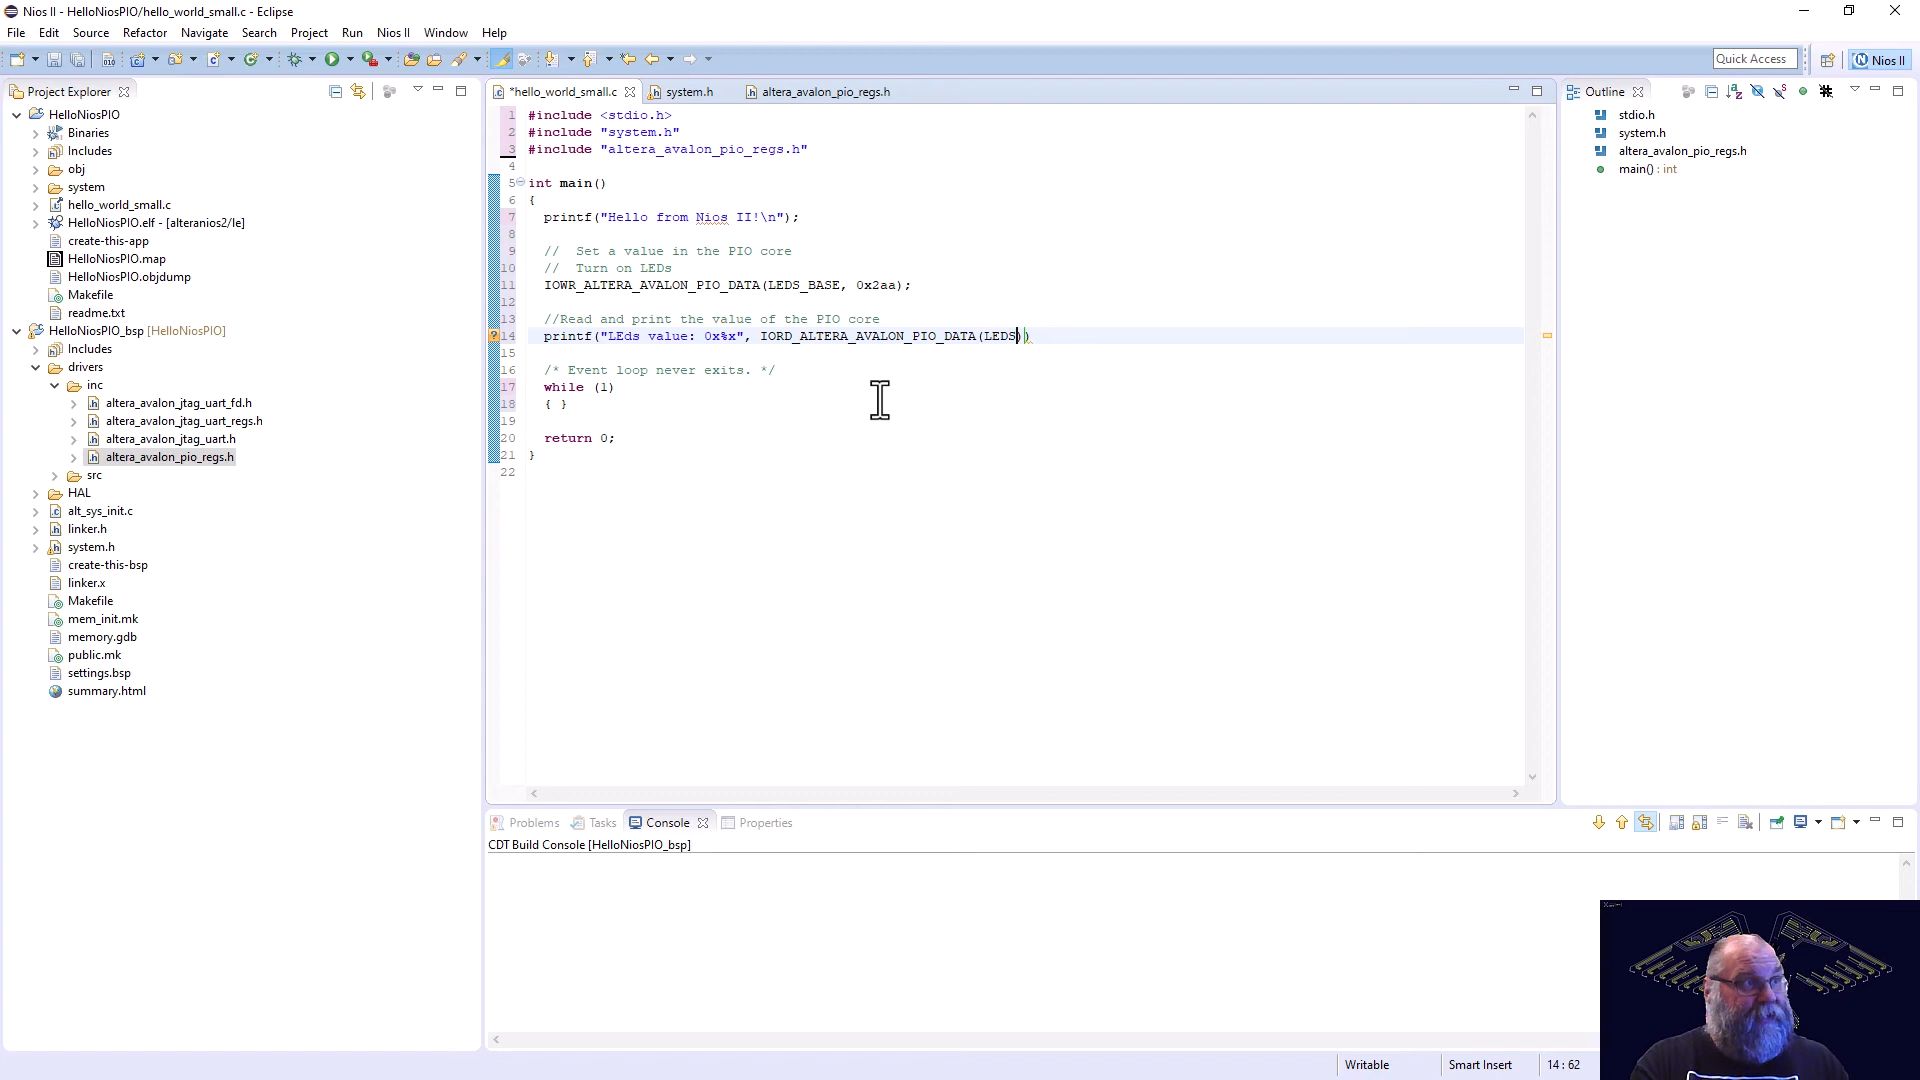 Nios II - HelloNiosPIO/hello_world_small.c - Eclipse
File Edit Source Refactor Navigate Search Project Run Nios II Window Help
Quick Access
Nios II
Project Explorer
HelloNiosPIO
Binaries
Includes
obj
system
hello_world_small.c
HelloNiosPIO.elf - [alteranios2/le]
create-this-app
HelloNiosPIO.map
HelloNiosPIO.objdump
Makefile
readme.txt
HelloNiosPIO_bsp [HelloNiosPIO]
Includes
drivers
inc
altera_avalon_jtag_uart_fd.h
altera_avalon_jtag_uart_regs.h
altera_avalon_jtag_uart.h
altera_avalon_pio_regs.h
src
HAL
alt_sys_init.c
linker.h
system.h
create-this-bsp
linker.x
Makefile
mem_init.mk
memory.gdb
public.mk
settings.bsp
summary.html
*hello_world_small.c system.h altera_avalon_pio_regs.h
1 #include <stdio.h>
2 #include "system.h"
3 #include "altera_avalon_pio_regs.h"
4
5 int main()
6 {
7 printf("Hello from Nios II!\n");
8
9 // Set a value in the PIO core
10 // Turn on LEDs
11 IOWR_ALTERA_AVALON_PIO_DATA(LEDS_BASE, 0x2aa);
12
13 //Read and print the value of the PIO core
14 printf("LEds value: 0x%x", IORD_ALTERA_AVALON_PIO_DATA(LEDS))
15
16 /* Event loop never exits. */
17 while (1)
18 { }
19
20 return 0;
21 }
22
Outline
stdio.h
system.h
altera_avalon_pio_regs.h
main() : int
Problems Tasks Console Properties
CDT Build Console [HelloNiosPIO_bsp]
Writable Smart Insert 14 : 62